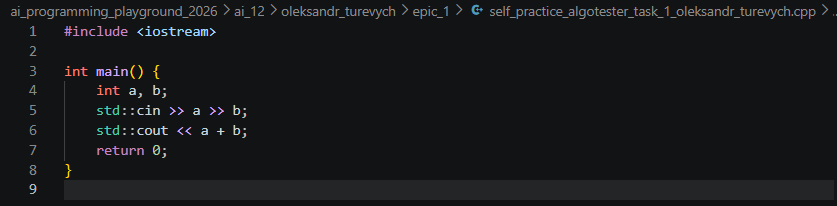 ai_programming_playground_2026 > ai_12 > oleksandr_turevych > epic_1 > self_practice_algotester_task_1_oleksandr_turevych.cpp > ...
1 #include <iostream>
2
3 int main() {
4     int a, b;
5     std::cin >> a >> b;
6     std::cout << a + b;
7     return 0;
8 }
9